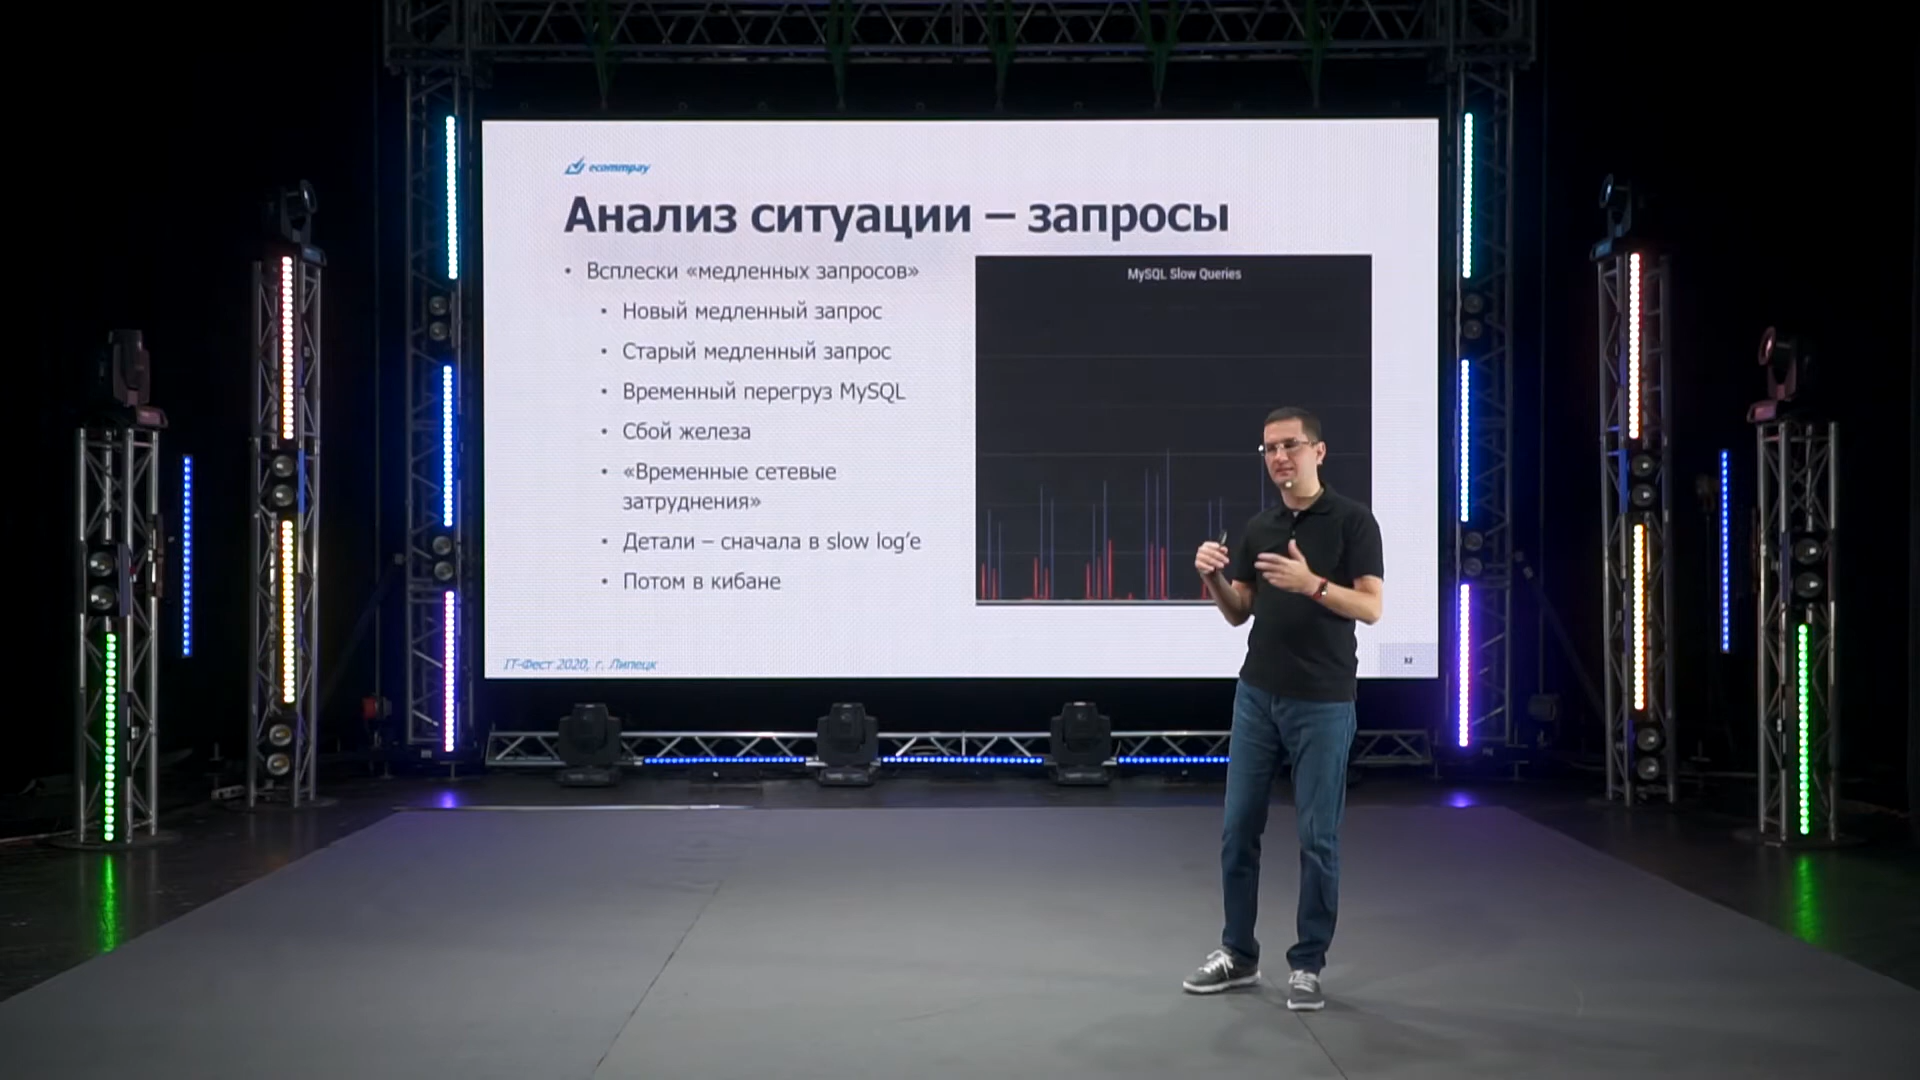 ecommpay
Анализ ситуации – запросы
• Всплески «медленных запросов»
• Новый медленный запрос
• Старый медленный запрос
• Временный перегруз MySQL
• Сбой железа
• «Временные сетевые
затруднения»
• Детали – сначала в slow log’е
• Потом в кибане
MySQL Slow Queries
IT-Фест 2020, г. Липецк
32